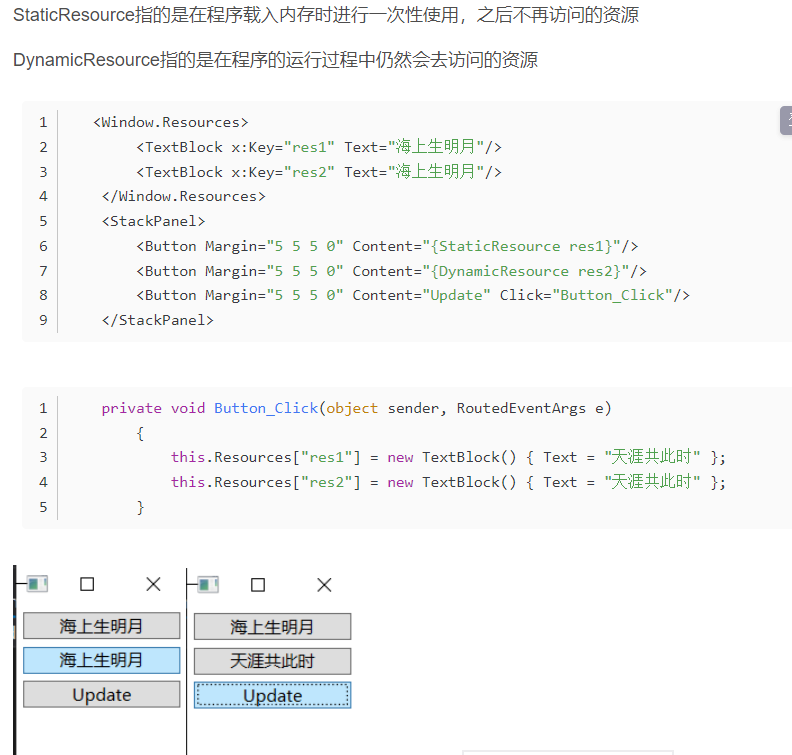 StaticResource指的是在程序载入内存时进行一次性使用，之后不再访问的资源
DynamicResource指的是在程序的运行过程中仍然会去访问的资源
1 <Window.Resources>
2 <TextBlock x:Key="res1" Text="海上生明月"/>
3 <TextBlock x:Key="res2" Text="海上生明月"/>
4 </Window.Resources>
5 <StackPanel>
6 <Button Margin="5 5 5 0" Content="{StaticResource res1}"/>
7 <Button Margin="5 5 5 0" Content="{DynamicResource res2}"/>
8 <Button Margin="5 5 5 0" Content="Update" Click="Button_Click"/>
9 </StackPanel>
1 private void Button_Click(object sender, RoutedEventArgs e)
2 {
3 this.Resources["res1"] = new TextBlock() { Text = "天涯共此时" };
4 this.Resources["res2"] = new TextBlock() { Text = "天涯共此时" };
5 }
海上生明月
海上生明月
Update
海上生明月
天涯共此时
Update